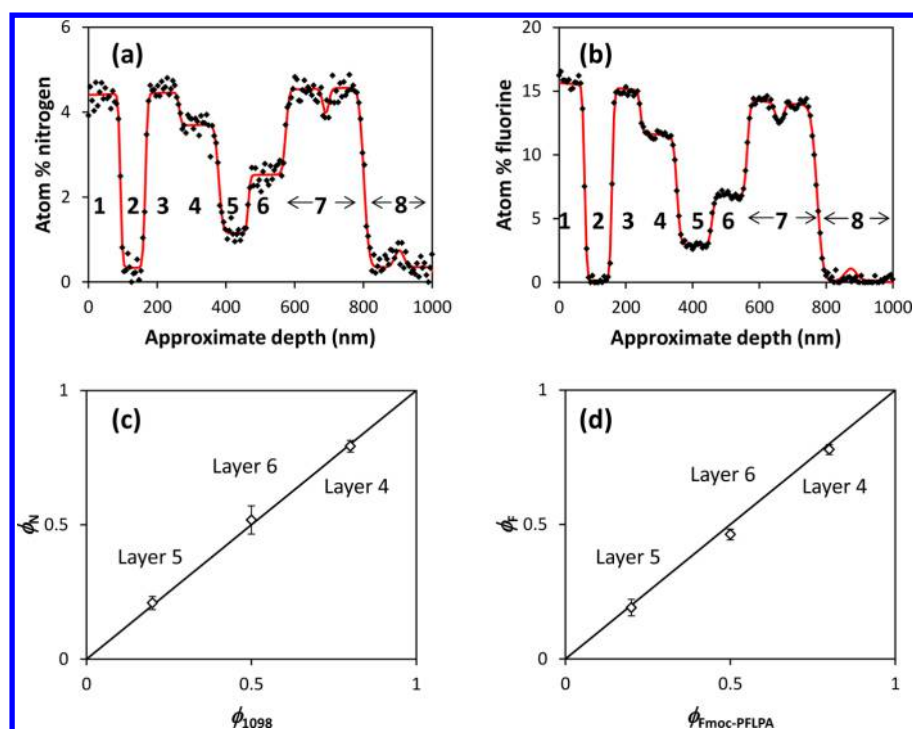 (a)
Atom % nitrogen
6
4
2
0
1 2 3 4 5 6 7 8
0 200 400 600 800 1000
Approximate depth (nm)
(b)
Atom % fluorine
20
15
10
5
0
1 2 3 4 5 6 7 8
0 200 400 600 800 1000
Approximate depth (nm)
(c)
ϕN
1
0.5
0
Layer 6
Layer 4
Layer 5
0 0.5 1
ϕ1098
(d)
ϕF
1
0.5
0
Layer 6
Layer 4
Layer 5
0 0.5 1
ϕFmoc-PFLPA